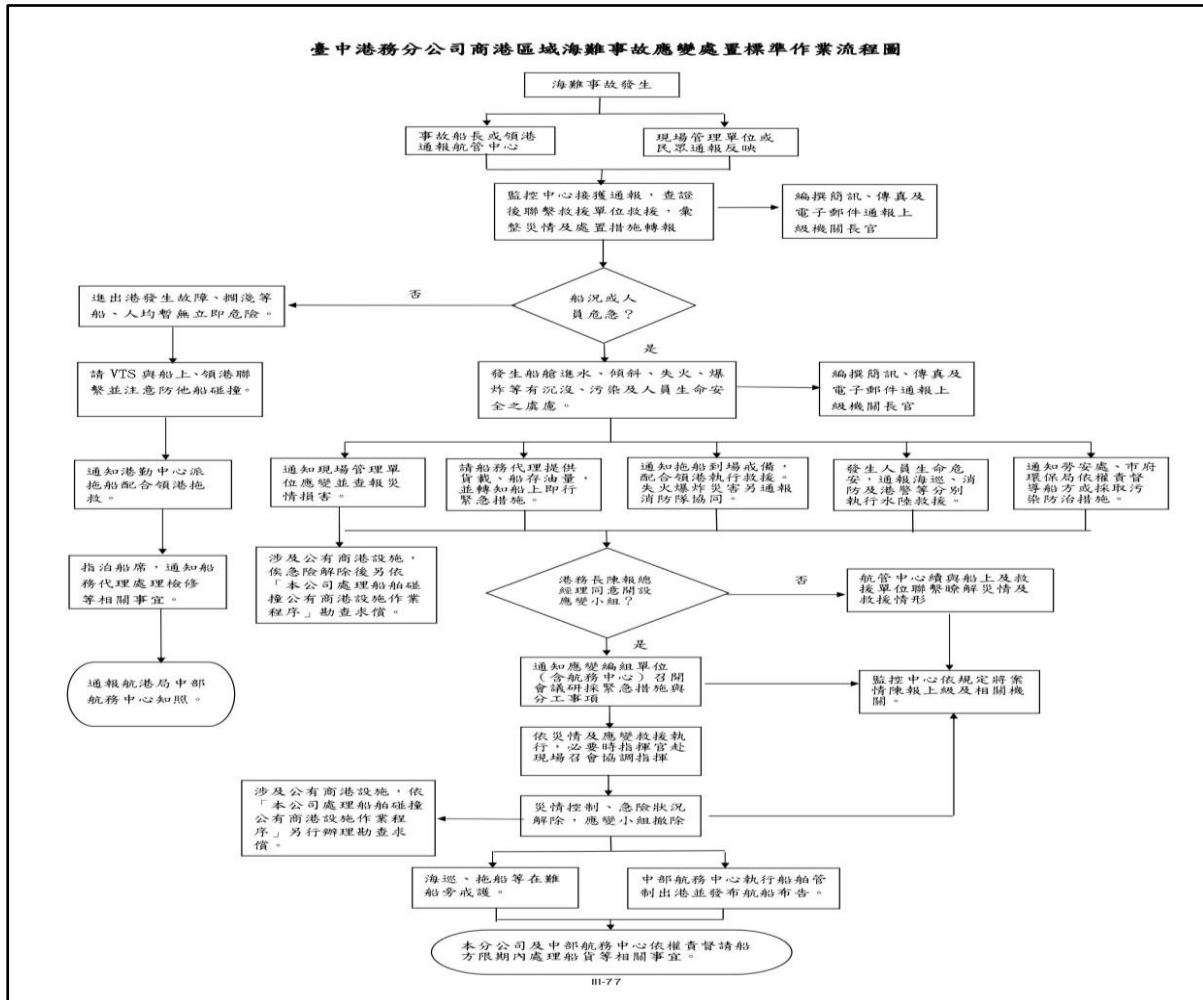 臺中港務分公司商港區域海難事故應變處置標準作業流程圖
海難事故發生
事故船長或領港
通報航管中心
現場管理單位或
民眾通報反映
監控中心接獲通報，查證
後聯繫救援單位救援，彙
整災情及處置措施轉報
編撰簡訊、傳真及
電子郵件通報上
級機關長官
船況或人
員危急？
否
進出港發生故障、擱淺等
船、人均暫無立即危險。
是
請 VTS 與船上、領港聯
繫並注意防他船碰撞。
發生船艙進水、傾斜、失火、爆
炸等有沉沒、污染及人員生命安
全之虞慮。
編撰簡訊、傳真及
電子郵件通報上
級機關長官
通知港勤中心派
拖船配合領港拖
救。
通知現場管理單
位應變並查報災
情損害。
請船務代理提供
貨載、船存油量，
並轉知船上即行
緊急措施。
通知拖船到場戒備，
配合領港執行救援。
失火爆炸災害另通報
消防隊協同。
發生人員生命危
安，通報海巡、消
防及港警等分別
執行水陸救援。
通知勞安處、市府
環保局依權責督
導船方或採取污
染防治措施。
指泊船席，通知船
務代理處理檢修
等相關事宜。
涉及公有商港設施，
俟急險解除後另依
「本公司處理船舶碰
撞公有商港設施作業
程序」勘查求償。
港務長陳報總
經理同意開設
應變小組？
否
航管中心續與船上及救
援單位聯繫瞭解災情及
救援情形
是
通報航港局中部
航務中心知照。
通知應變編組單位
（含航務中心）召開
會議研採緊急措施與
分工事項
監控中心依規定將案
情陳報上級及相關機
關。
依災情及應變救援執
行，必要時指揮官赴
現場召會協調指揮
涉及公有商港設施，依
「本公司處理船舶碰撞
公有商港設施作業程
序」另行辦理勘查求
償。
災情控制、急險狀況
解除，應變小組撤除
海巡、拖船等在難
船旁戒護。
中部航務中心執行船舶管
制出港並發布航船布告。
本分公司及中部航務中心依權責督請船
方限期內處理船貨等相關事宜。
III-77